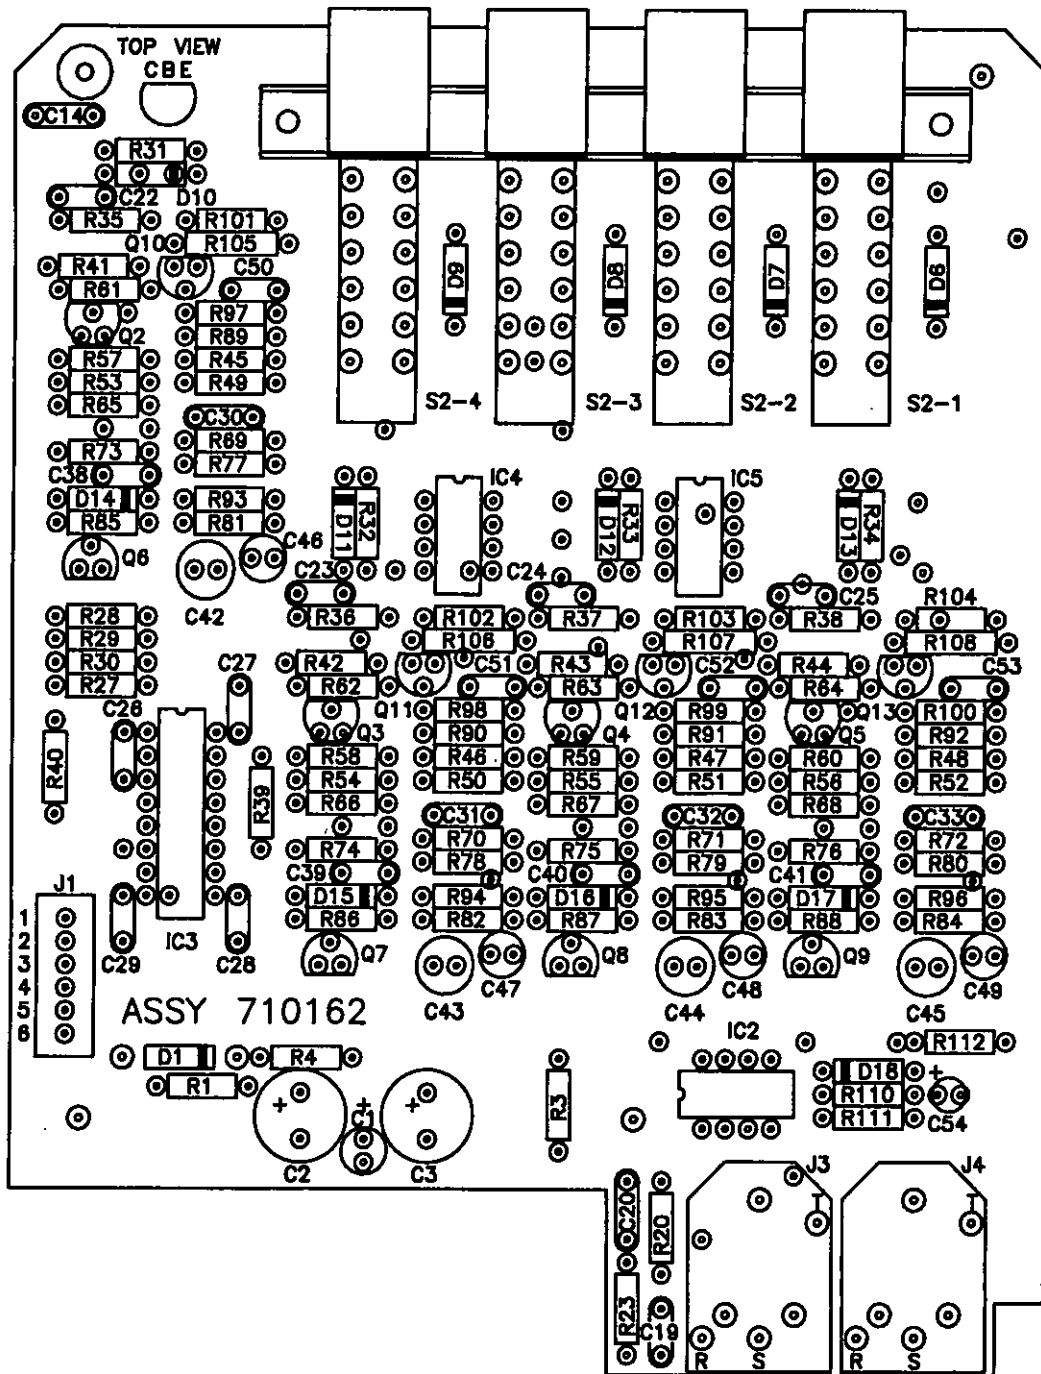 TOP VIEW
CBE
C14
R31
C22 D10
R35 R101
Q10 R105
R41 C50
R61
R97
Q2 R89
R57 R45
R53 R49
R65
C30
R69
R73 R77
C38
D14 R93
R85 R81
Q6 C46
C42
D9 D8 D7 D6
S2-4 S2-3 S2-2 S2-1
IC4 IC5
D11 R32 D12 R33 D13 R34
C23 C24 C25
R28 R36 R102 R37 R103 R38 R104
R29 R106 R107 R108
R30 R42 C51 R43 C52 R44 C53
R27 C27 R62 R63 R64
C26 Q11 R98 Q12 R99 Q13 R100
Q3 R90 Q4 R91 Q5 R92
R40 R39
R58 R46 R59 R47 R60 R48
R54 R50 R55 R51 R56 R52
R66 R67 R68
C31 C32 C33
R70 R71 R72
R74 R78 R75 R79 R76 R80
C39 C40 C41
D15 R94 D16 R95 D17 R96
R86 R82 R87 R83 R88 R84
J1
1
2
3
4
5
6
IC3
C29 C28
Q7 C47 Q8 C48 Q9 C49
C43 C44 C45
ASSY 710162
IC2
R112
D1 R4
R1
+ + +
C1
C2 C3
R3
D18 +
R110
R111 C54
J3 J4
T T
C20 R20
R23 C19
R S R S